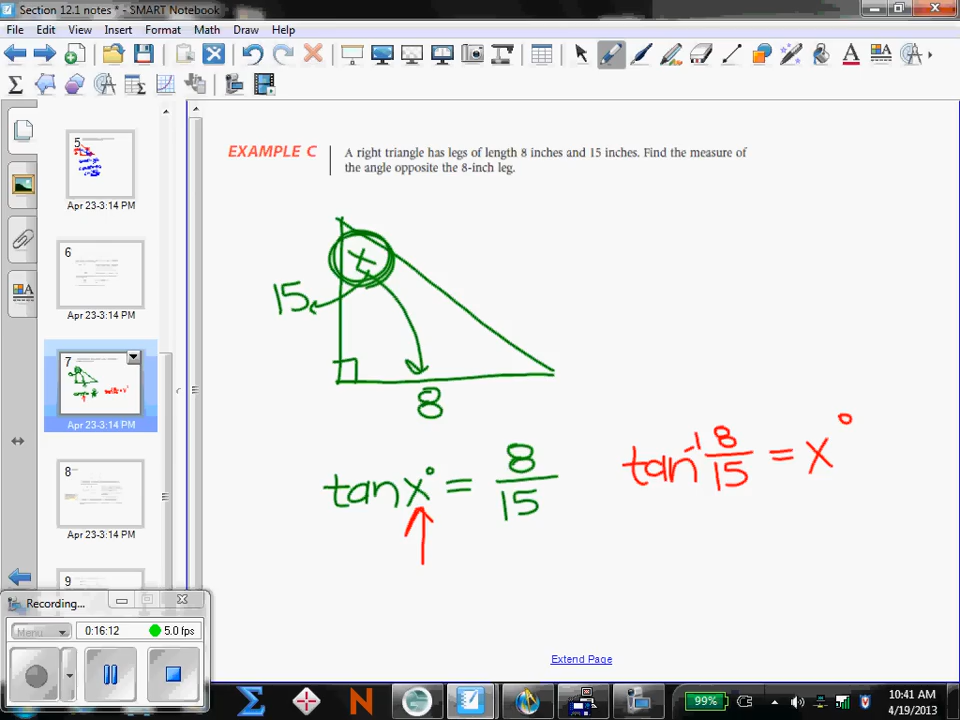 Section 12.1 notes * - SMART Notebook
File Edit View Insert Format Math Draw Help
5
Apr 23-3:14 PM
6
Apr 23-3:14 PM
7
Apr 23-3:14 PM
8
Apr 23-3:14 PM
9
EXAMPLE C
A right triangle has legs of length 8 inches and 15 inches. Find the measure of
the angle opposite the 8-inch leg.
x
15
8
tan x° = 8/15
tan⁻¹ 8/15 = x°
Extend Page
Recording...
Menu
0:16:12
5.0 fps
99%
10:41 AM
4/19/2013